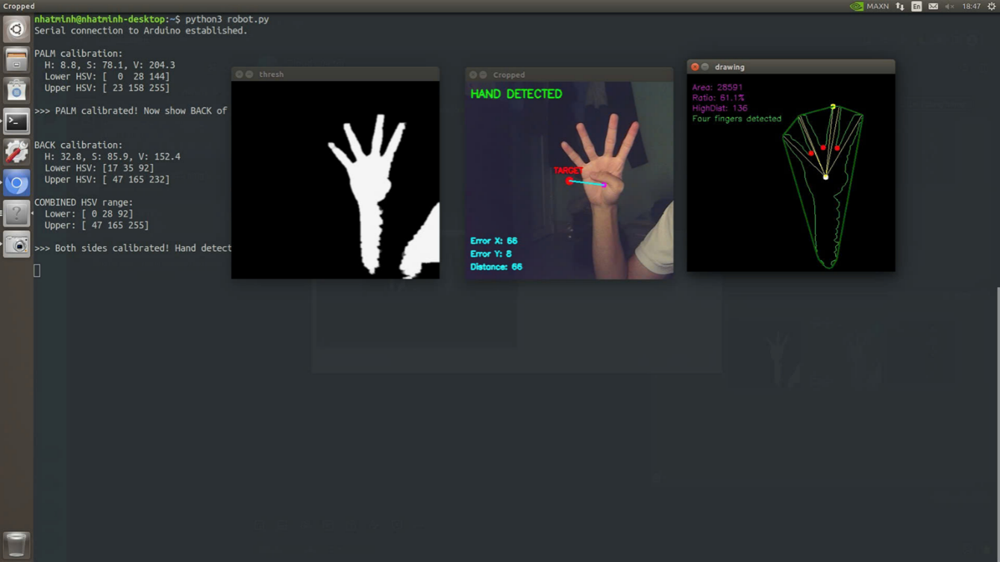 Cropped
MAXN En 18:47
nhatminh@nhatminh-desktop:~$ python3 robot.py
Serial connection to Arduino established.
PALM calibration:
H: 8.8, S: 78.1, V: 204.3
Lower HSV: [  0  28 144]
Upper HSV: [ 23 158 255]
>>> PALM calibrated! Now show BACK of
BACK calibration:
H: 32.8, S: 85.9, V: 152.4
Lower HSV: [17 35 92]
Upper HSV: [ 47 165 232]
COMBINED HSV range:
Lower: [ 0 28 92]
Upper: [ 47 165 255]
>>> Both sides calibrated! Hand detect
thresh
Cropped
HAND DETECTED
TARGET
Error X: 66
Error Y: 8
Distance: 66
drawing
Area: 28591
Ratio: 61.1%
HighDist: 136
Four fingers detected